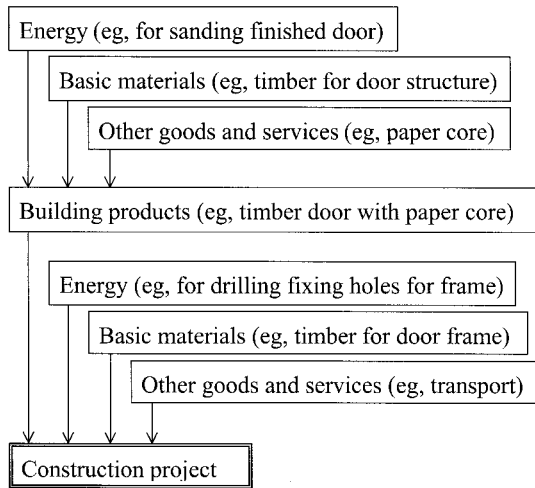 Energy (eg, for sanding finished door)
Basic materials (eg, timber for door structure)
Other goods and services (eg, paper core)
Building products (eg, timber door with paper core)
Energy (eg, for drilling fixing holes for frame)
Basic materials (eg, timber for door frame)
Other goods and services (eg, transport)
Construction project